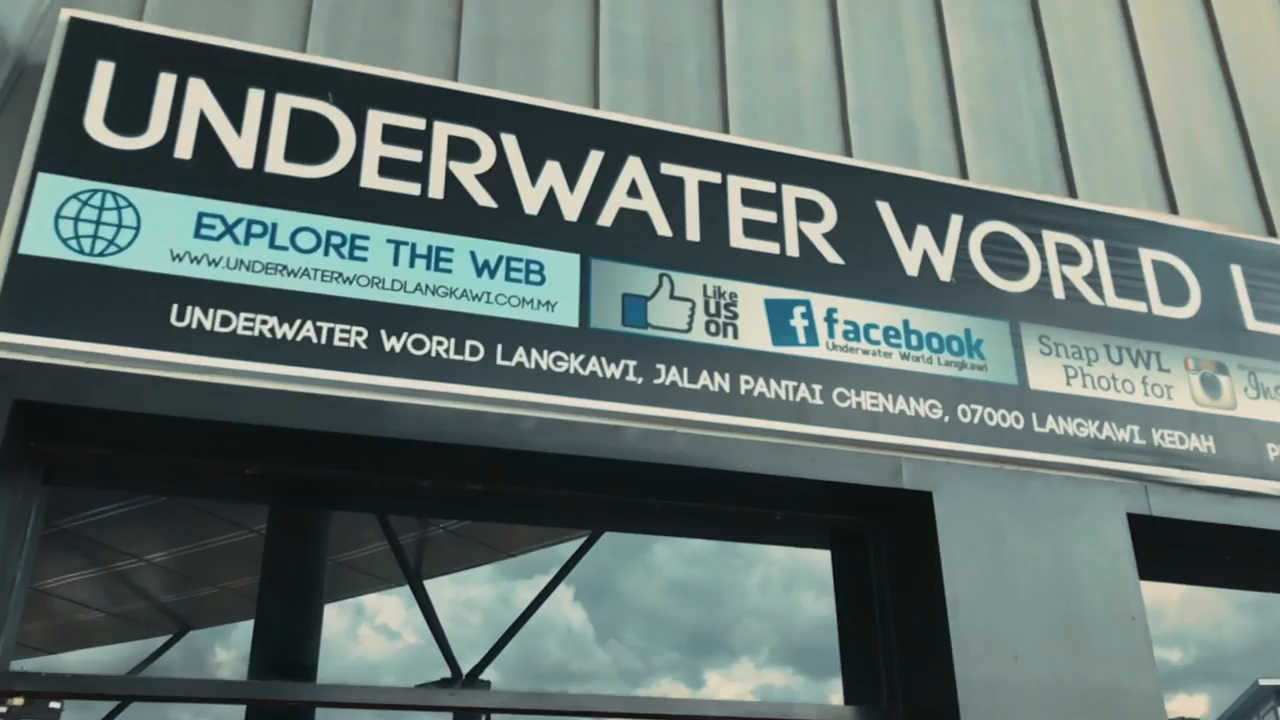 UNDERWATER WORLD L
EXPLORE THE WEB
WWW.UNDERWATERWORLDLANGKAWI.COM.MY
Like
us
on
facebook
Underwater World Langkawi
Snap UWL
Photo for
UNDERWATER WORLD LANGKAWI, JALAN PANTAI CHENANG, 07000 LANGKAWI. KEDAH